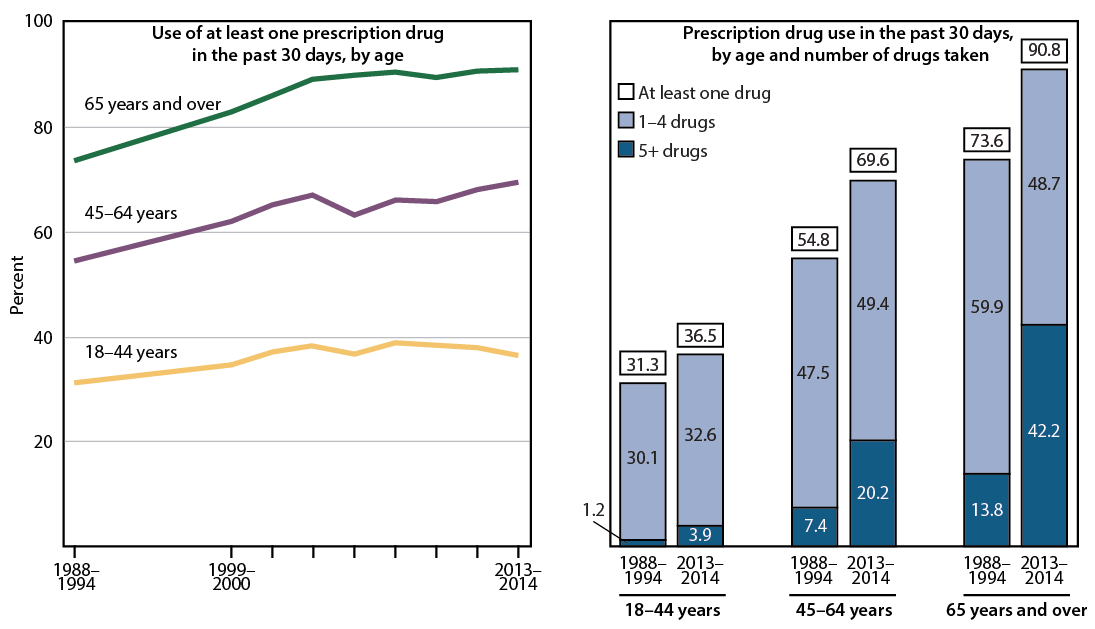 Use of at least one prescription drug
in the past 30 days, by age
100
80
60
40
20
Percent
65 years and over
45–64 years
18–44 years
1988–
1994
1999–
2000
2013–
2014
Prescription drug use in the past 30 days,
by age and number of drugs taken
At least one drug
1–4 drugs
5+ drugs
31.3
30.1
1.2
36.5
32.6
3.9
54.8
47.5
7.4
69.6
49.4
20.2
73.6
59.9
13.8
90.8
48.7
42.2
1988–
1994
2013–
2014
18–44 years
1988–
1994
2013–
2014
45–64 years
1988–
1994
2013–
2014
65 years and over